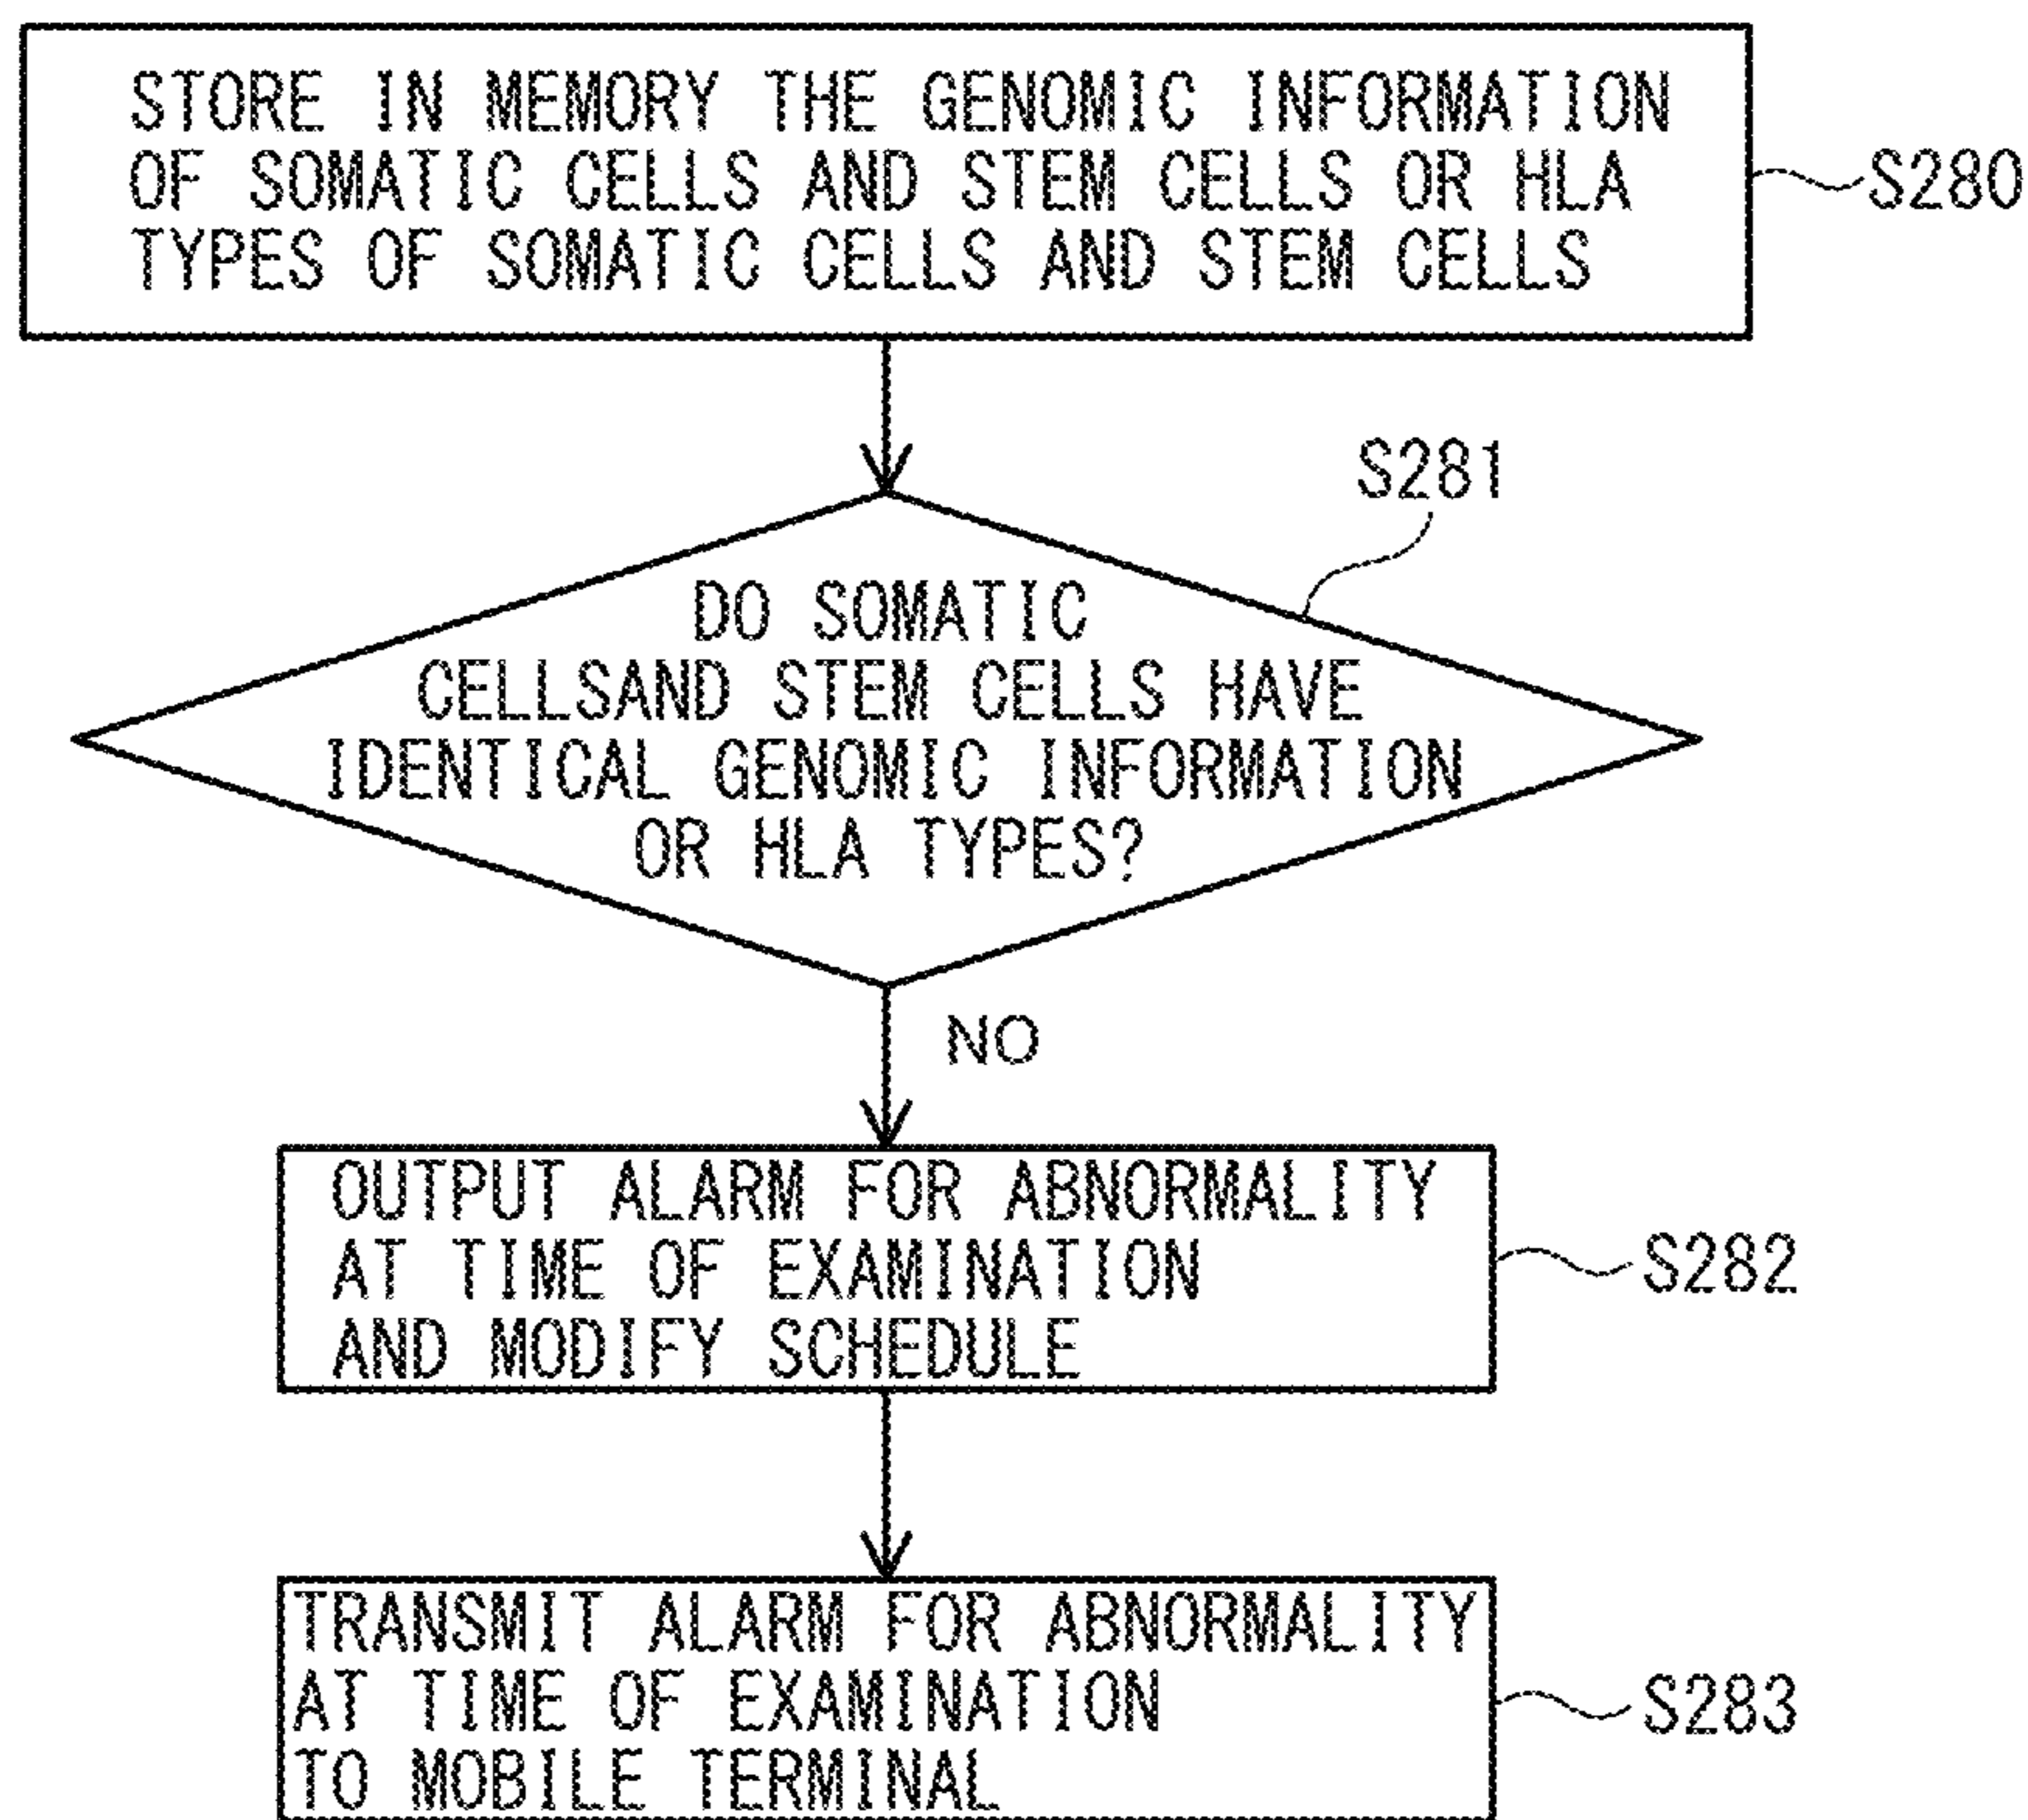 STORE IN MEMORY THE GENOMIC INFORMATION
OF SOMATIC CELLS AND STEM CELLS OR HLA
TYPES OF SOMATIC CELLS AND STEM CELLS
S280
S281
DO SOMATIC
CELLSAND STEM CELLS HAVE
IDENTICAL GENOMIC INFORMATION
OR HLA TYPES?
NO
OUTPUT ALARM FOR ABNORMALITY
AT TIME OF EXAMINATION
AND MODIFY SCHEDULE
S282
TRANSMIT ALARM FOR ABNORMALITY
AT TIME OF EXAMINATION
TO MOBILE TERMINAL
S283